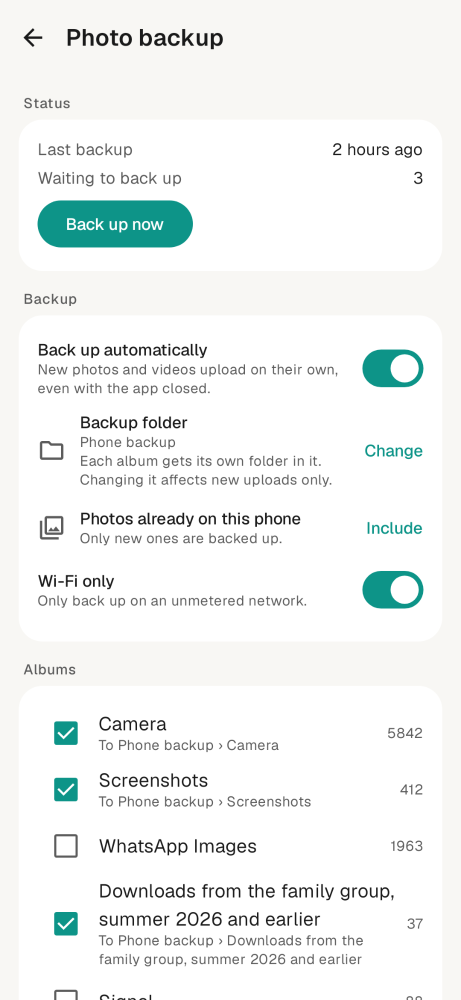 Photo backup
Status
Last backup 2 hours ago
Waiting to back up 3
Back up now
Backup
Back up automatically
New photos and videos upload on their own,
even with the app closed.
Backup folder
Phone backup
Each album gets its own folder in it.
Changing it affects new uploads only.
Change
Photos already on this phone
Only new ones are backed up.
Include
Wi-Fi only
Only back up on an unmetered network.
Albums
Camera
To Phone backup › Camera
5842
Screenshots
To Phone backup › Screenshots
412
WhatsApp Images 1963
Downloads from the family group,
summer 2026 and earlier
To Phone backup › Downloads from the
family group, summer 2026 and earlier
37
Signal